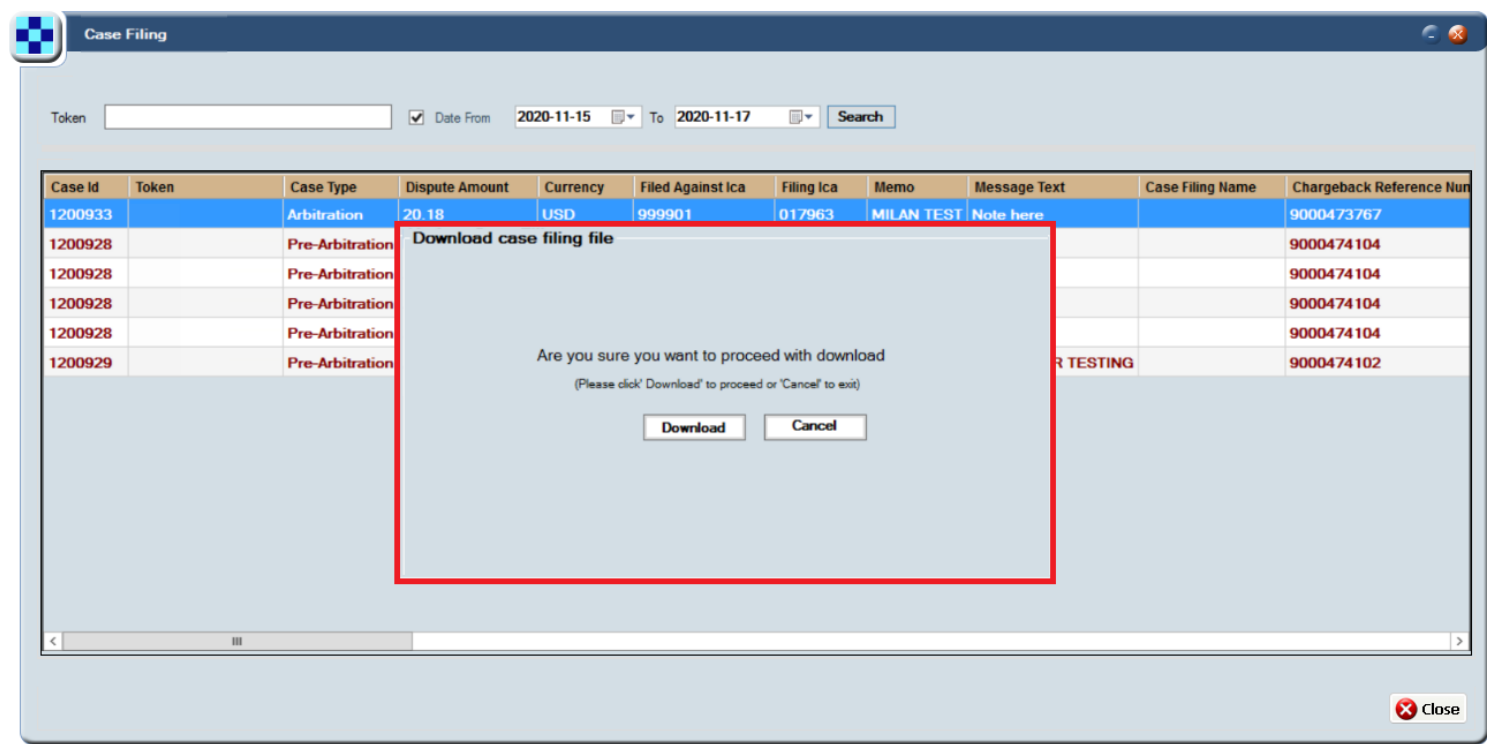 Case Filing
Token Date From 2020-11-15 To 2020-11-17 Search
Case Id Token Case Type Dispute Amount Currency Filed Against Ica Filing Ica Memo Message Text Case Filing Name Chargeback Reference Num
1200933 Arbitration 20.18 USD 999901 017963 MILAN TEST Note here 9000473767
Download case filing file
1200928 Pre-Arbitration 9000474104
1200928 Pre-Arbitration 9000474104
1200928 Pre-Arbitration 9000474104
1200928 Pre-Arbitration 9000474104
1200929 Pre-Arbitration R TESTING 9000474102
Are you sure you want to proceed with download
(Please click' Download' to proceed or 'Cancel' to exit)
Download Cancel
Close